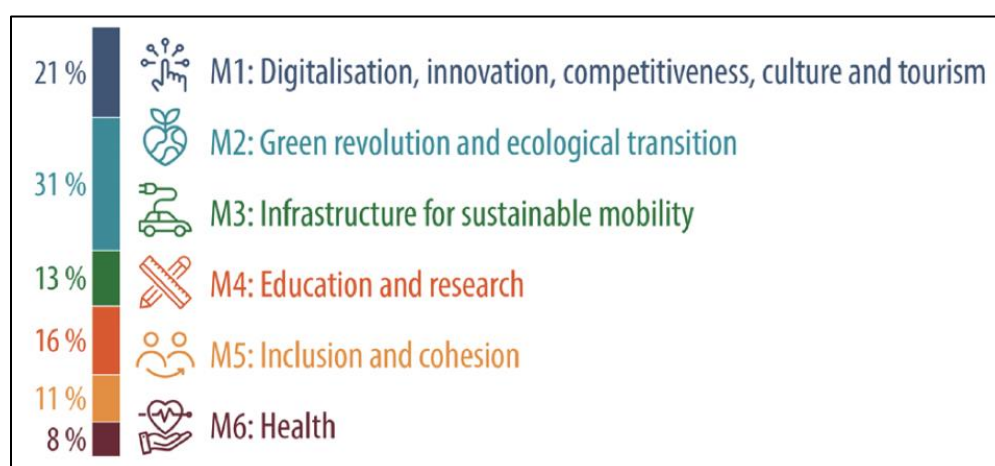 21 %
M1: Digitalisation, innovation, competitiveness, culture and tourism
M2: Green revolution and ecological transition
31 %
M3: Infrastructure for sustainable mobility
13 %
M4: Education and research
16 %
M5: Inclusion and cohesion
11 %
8 %
M6: Health